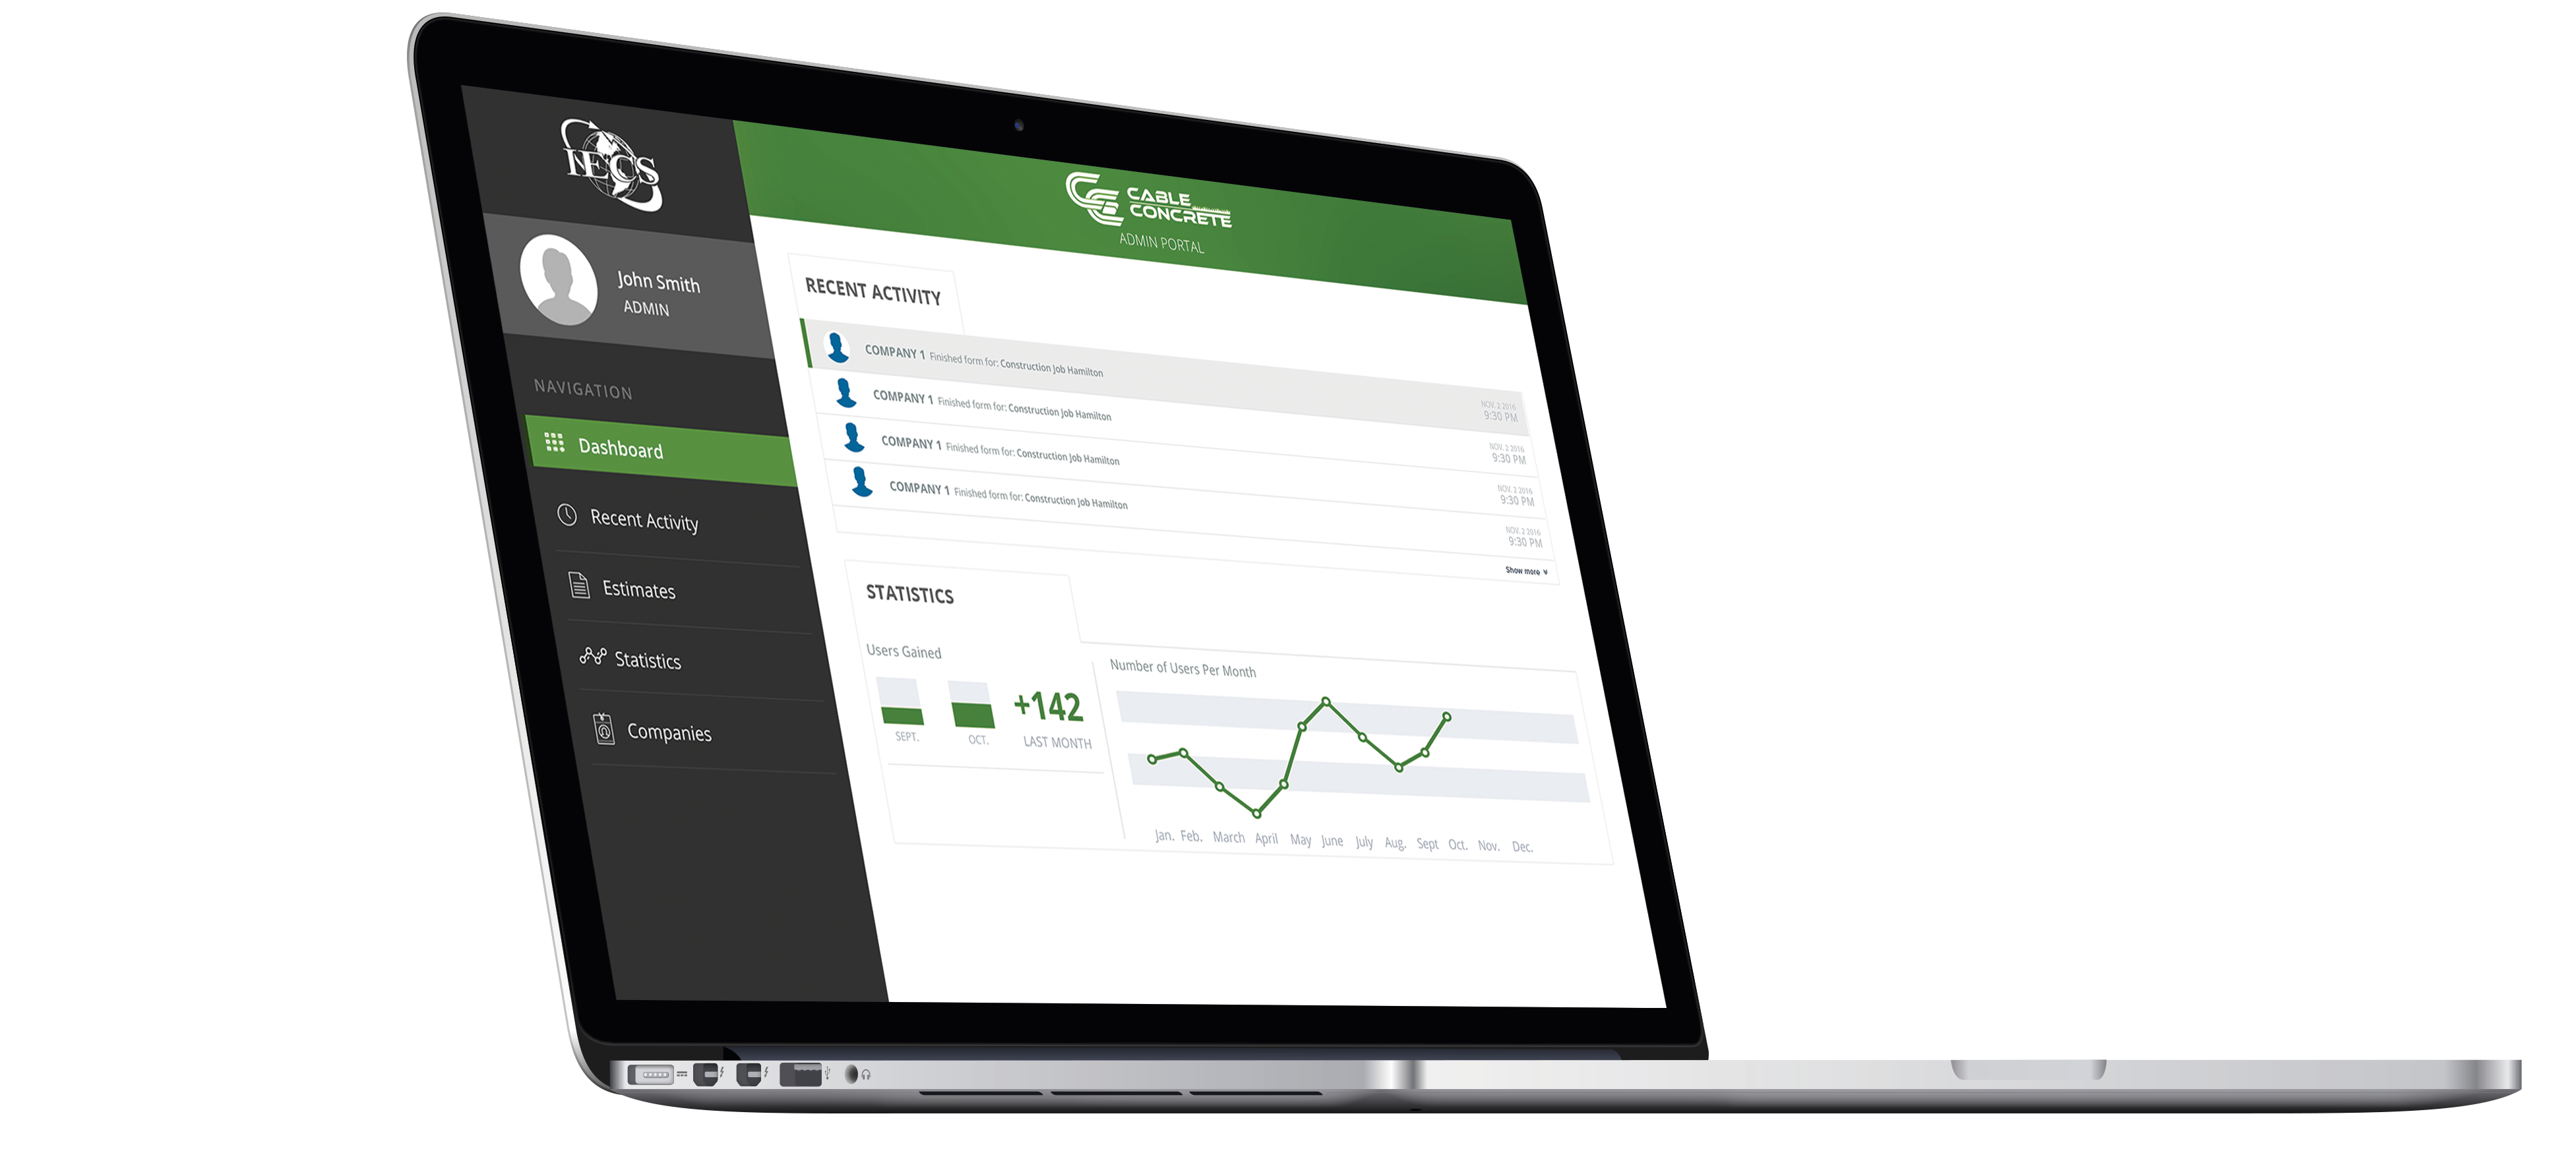 IECS
CABLE
CONCRETE
ADMIN PORTAL
John Smith
ADMIN
NAVIGATION
Dashboard
Recent Activity
Estimates
Statistics
Companies
RECENT ACTIVITY
COMPANY 1 Finished form for: Construction Job Hamilton
NOV. 2 2016
9:30 PM
COMPANY 1 Finished form for: Construction Job Hamilton
NOV. 2 2016
9:30 PM
COMPANY 1 Finished form for: Construction Job Hamilton
NOV. 2 2016
9:30 PM
COMPANY 1 Finished form for: Construction Job Hamilton
NOV. 2 2016
9:30 PM
Show more
STATISTICS
Users Gained
SEPT.
OCT.
+142
LAST MONTH
Number of Users Per Month
Jan. Feb. March April May June July Aug. Sept Oct. Nov. Dec.